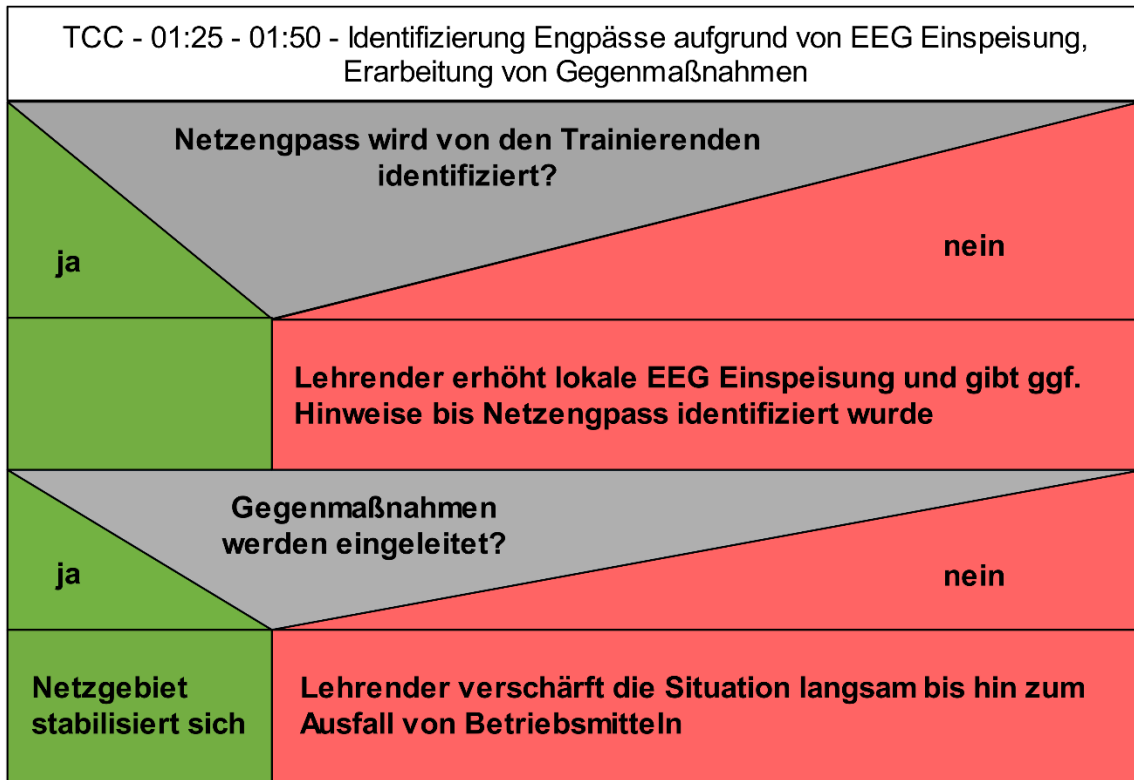 TCC - 01:25 - 01:50 - Identifizierung Engpässe aufgrund von EEG Einspeisung,
Erarbeitung von Gegenmaßnahmen
Netzengpass wird von den Trainierenden
identifiziert?
ja
nein
Lehrender erhöht lokale EEG Einspeisung und gibt ggf.
Hinweise bis Netzengpass identifiziert wurde
Gegenmaßnahmen
werden eingeleitet?
ja
nein
Netzgebiet
stabilisiert sich
Lehrender verschärft die Situation langsam bis hin zum
Ausfall von Betriebsmitteln